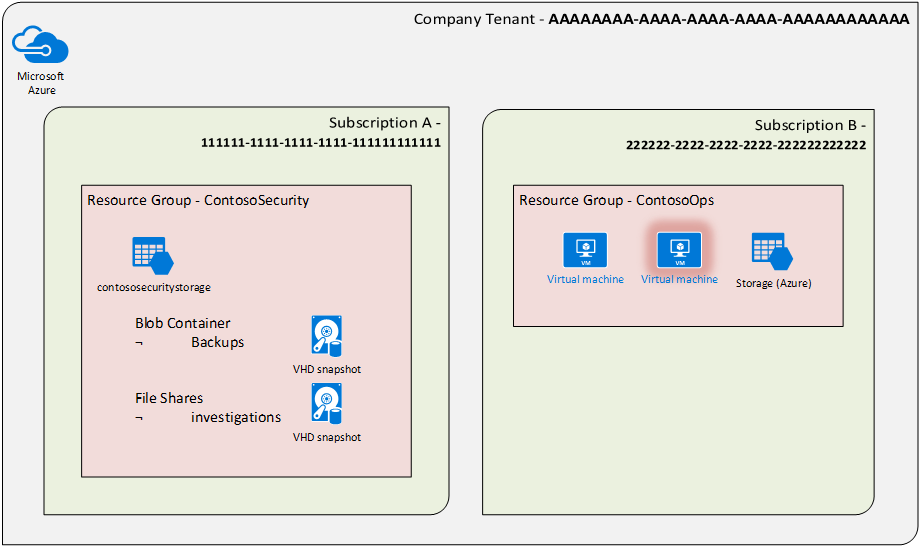 Company Tenant - AAAAAAAA-AAAA-AAAA-AAAA-AAAAAAAAAAAA
Microsoft
Azure
Subscription A -
111111-1111-1111-1111-111111111111
Resource Group - ContosoSecurity
contososecuritystorage
Blob Container
¬ Backups
VHD snapshot
File Shares
¬ investigations
VHD snapshot
Subscription B -
222222-2222-2222-2222-222222222222
Resource Group - ContosoOps
VM
Virtual machine
VM
Virtual machine
Storage (Azure)